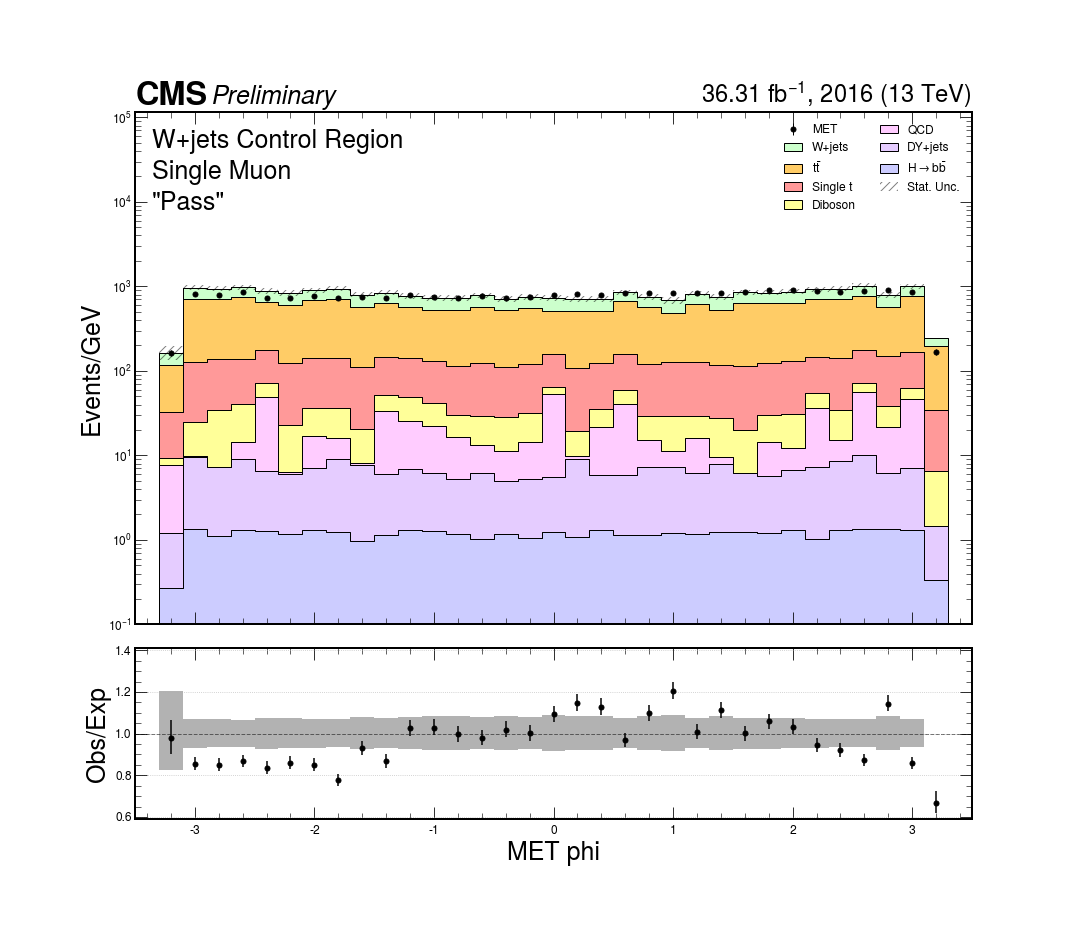 CMS Preliminary 36.31 fb⁻¹, 2016 (13 TeV)
W+jets Control Region
Single Muon
"Pass"
MET
W+jets
tt̄
Single t
Diboson
QCD
DY+jets
H→bb̄
Stat. Unc.
Events/GeV
10⁵
10⁴
10³
10²
10¹
10⁰
10⁻¹
Obs/Exp
1.4
1.2
1.0
0.8
0.6
-3 -2 -1 0 1 2 3
MET phi